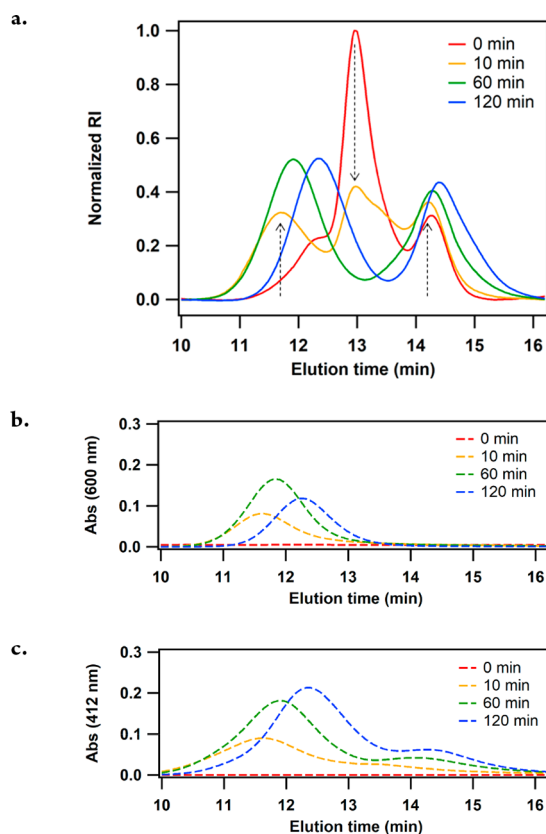 a.
Normalized RI
1.0
0.8
0.6
0.4
0.2
0.0
0 min
10 min
60 min
120 min
10 11 12 13 14 15 16
Elution time (min)
b.
Abs (600 nm)
0.3
0.2
0.1
0.0
0 min
10 min
60 min
120 min
10 11 12 13 14 15 16
Elution time (min)
c.
Abs (412 nm)
0.3
0.2
0.1
0.0
0 min
10 min
60 min
120 min
10 11 12 13 14 15 16
Elution time (min)